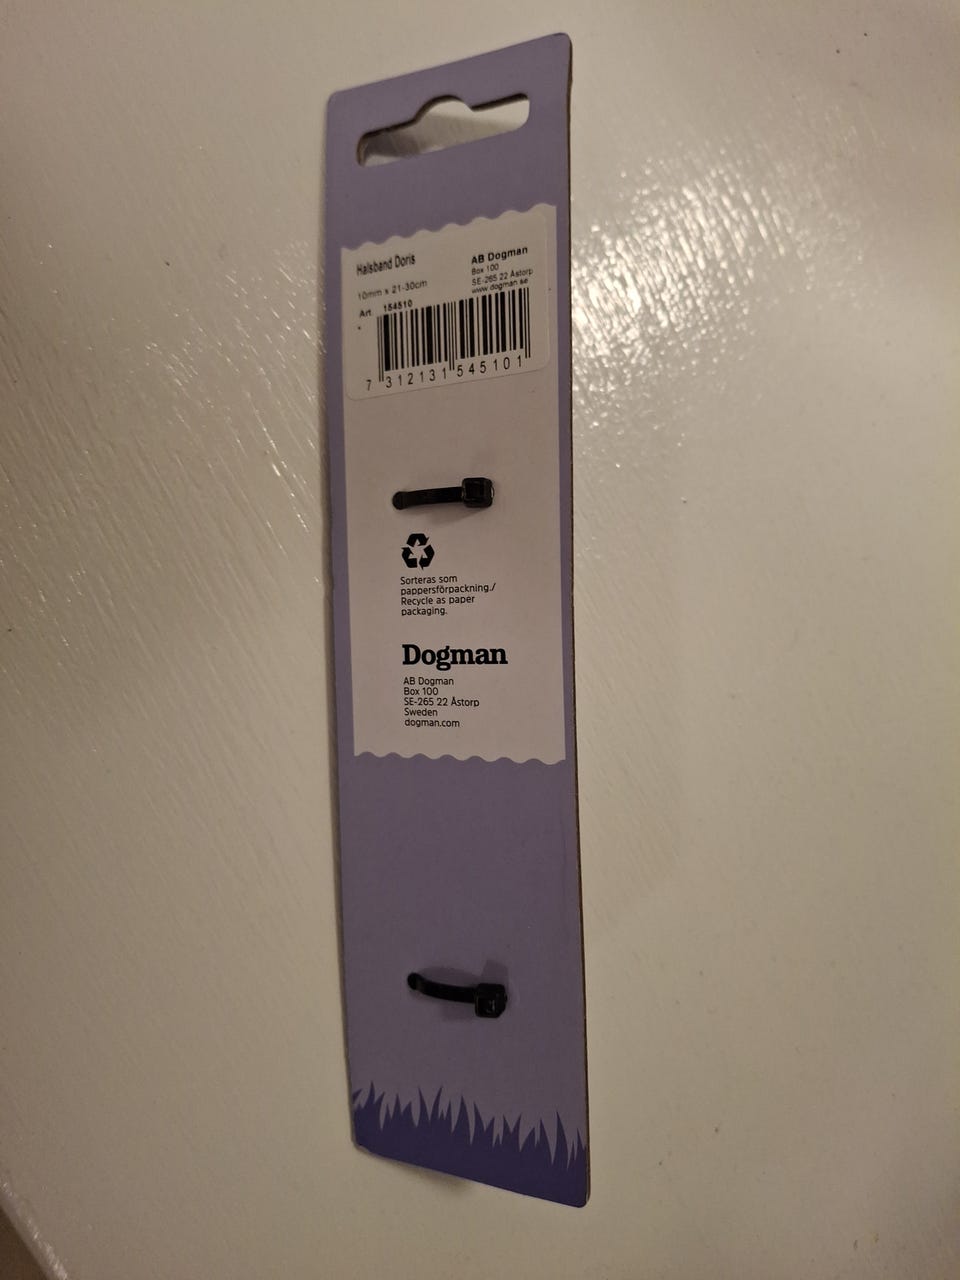 Halsband Doris
10mm x 21-30cm
Art. 154510
AB Dogman
Box 100
SE-265 22 Åstorp
www.dogman.se
7 312131 545101
Sorteras som
pappersförpackning./
Recycle as paper
packaging.
Dogman
AB Dogman
Box 100
SE-265 22 Åstorp
Sweden
dogman.com